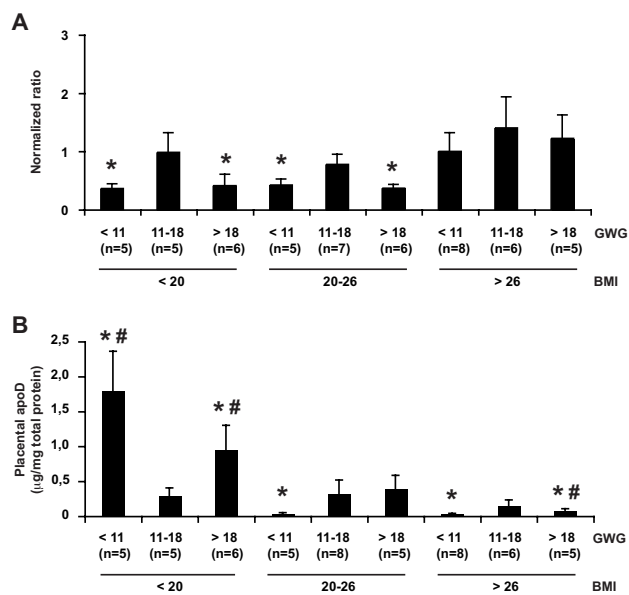 A
3
2
1
0
Normalized ratio
*
*
*
*
< 11 11-18 > 18 < 11 11-18 > 18 < 11 11-18 > 18 GWG
(n=5) (n=5) (n=6) (n=5) (n=7) (n=6) (n=8) (n=6) (n=5)
< 20 20-26 > 26 BMI
B
2,5
2,0
1,5
1,0
0,5
0
Placental apoD
(µg/mg total protein)
* #
* #
*
*
* #
< 11 11-18 > 18 < 11 11-18 > 18 < 11 11-18 > 18 GWG
(n=5) (n=5) (n=6) (n=5) (n=8) (n=5) (n=8) (n=6) (n=5)
< 20 20-26 > 26 BMI